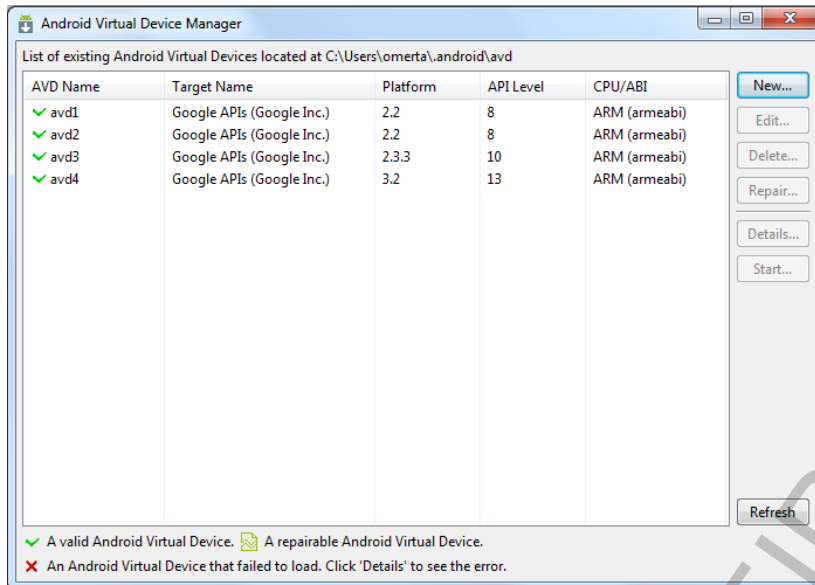 Android Virtual Device Manager
List of existing Android Virtual Devices located at C:\Users\omerta\.android\avd
AVD Name Target Name Platform API Level CPU/ABI
avd1 Google APIs (Google Inc.) 2.2 8 ARM (armeabi)
avd2 Google APIs (Google Inc.) 2.2 8 ARM (armeabi)
avd3 Google APIs (Google Inc.) 2.3.3 10 ARM (armeabi)
avd4 Google APIs (Google Inc.) 3.2 13 ARM (armeabi)
New...
Edit...
Delete...
Repair...
Details...
Start...
Refresh
A valid Android Virtual Device. A repairable Android Virtual Device.
An Android Virtual Device that failed to load. Click 'Details' to see the error.